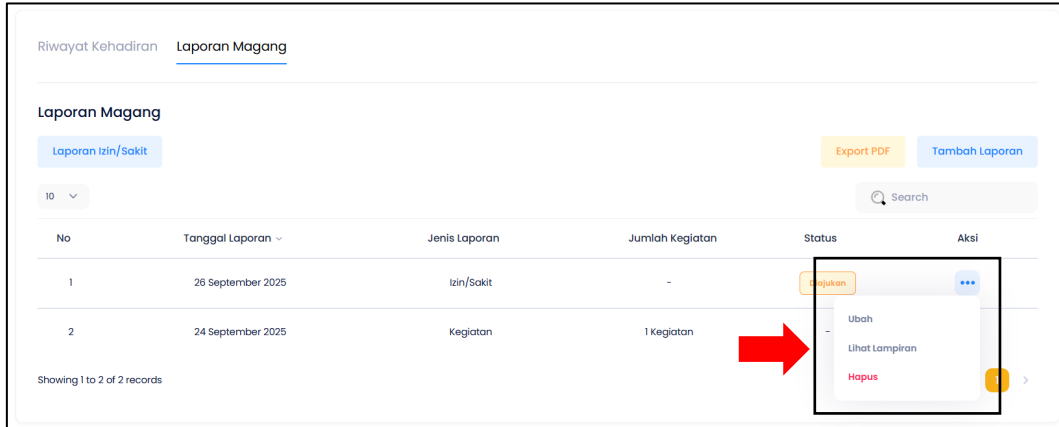 Riwayat Kehadiran Laporan Magang
Laporan Magang
Laporan Izin/Sakit Export PDF Tambah Laporan
10 Search
No Tanggal Laporan Jenis Laporan Jumlah Kegiatan Status Aksi
1 26 September 2025 Izin/Sakit - Diajukan
2 24 September 2025 Kegiatan 1 Kegiatan -
Ubah
Lihat Lampiran
Hapus
Showing 1 to 2 of 2 records 1